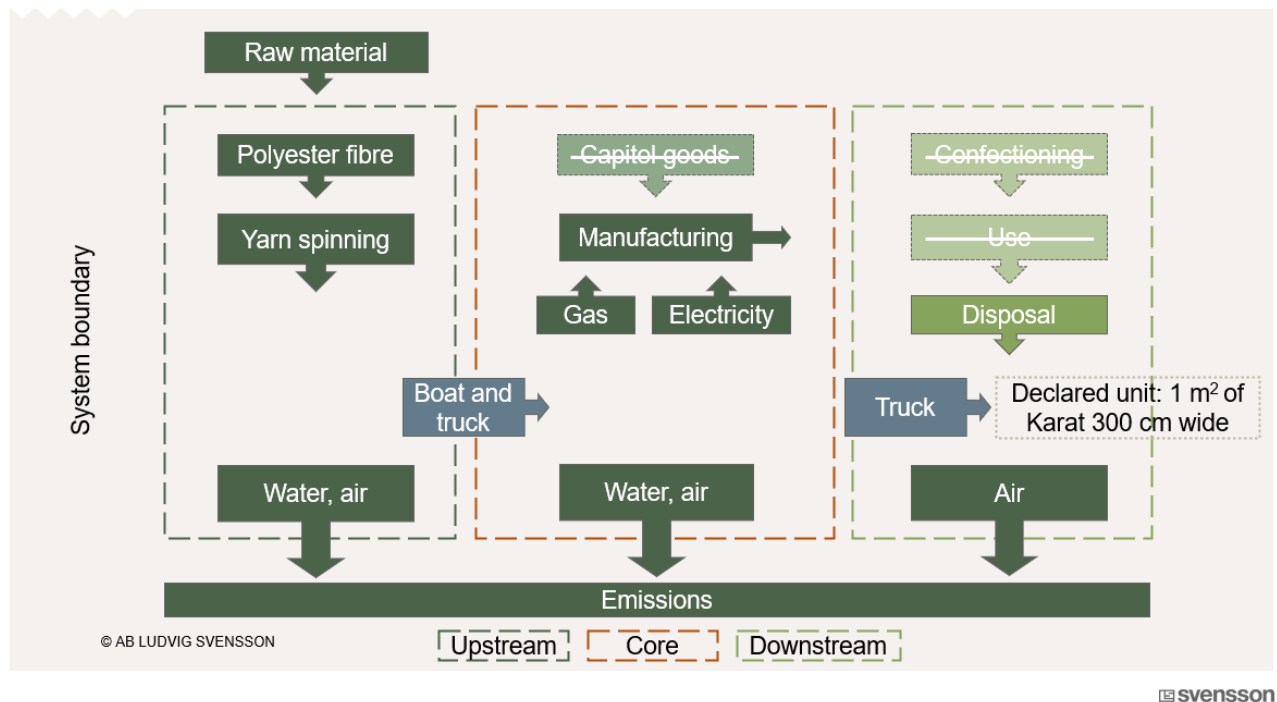 Raw material
Polyester fibre
Capitol goods
Confectioning
Yarn spinning
Manufacturing
Use
Gas
Electricity
Disposal
System boundary
Boat and
truck
Truck
Declared unit: 1 m² of
Karat 300 cm wide
Water, air
Water, air
Air
Emissions
© AB LUDVIG SVENSSON
Upstream
Core
Downstream
svensson